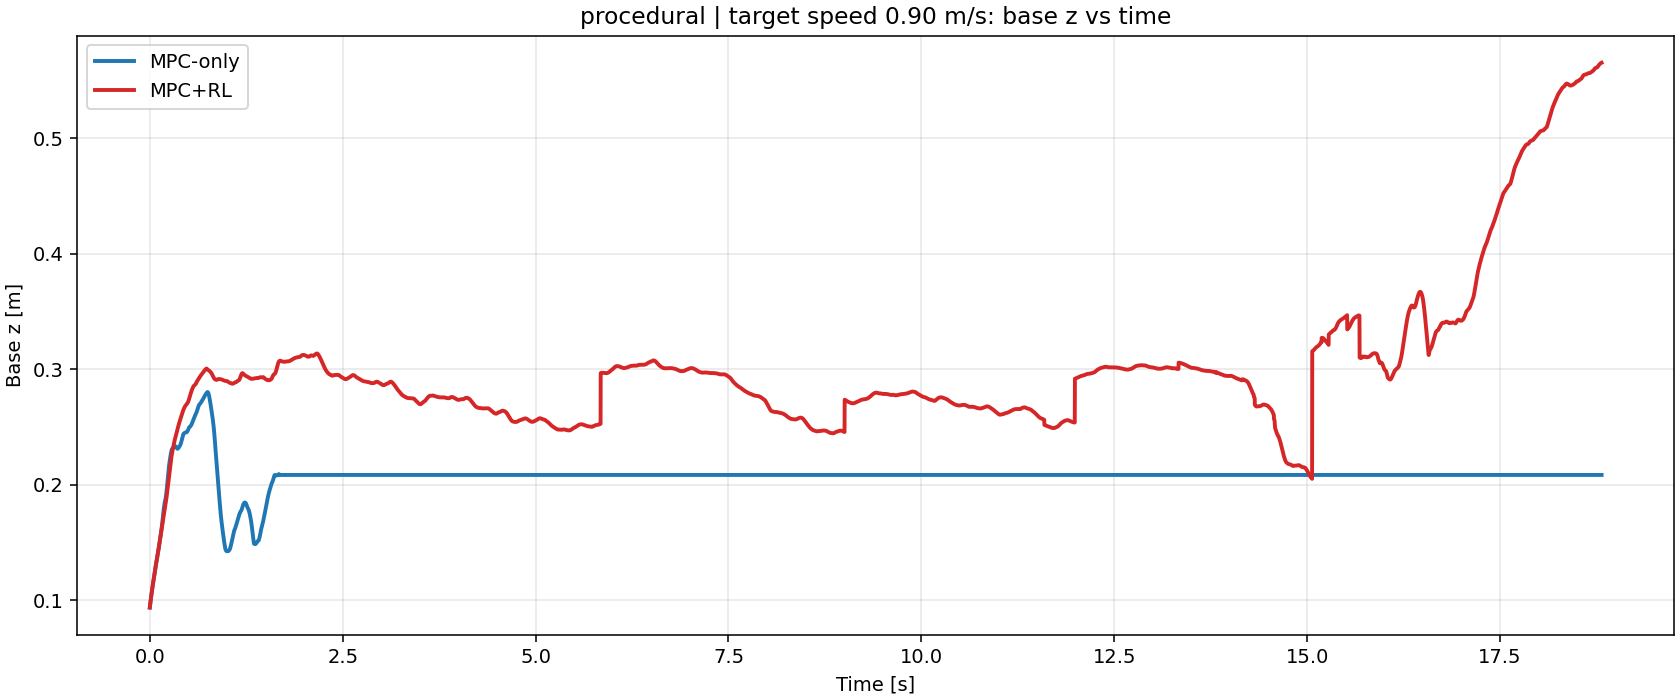 procedural | target speed 0.90 m/s: base z vs time
MPC-only
MPC+RL
Base z [m]
0.5
0.4
0.3
0.2
0.1
0.0 2.5 5.0 7.5 10.0 12.5 15.0 17.5
Time [s]